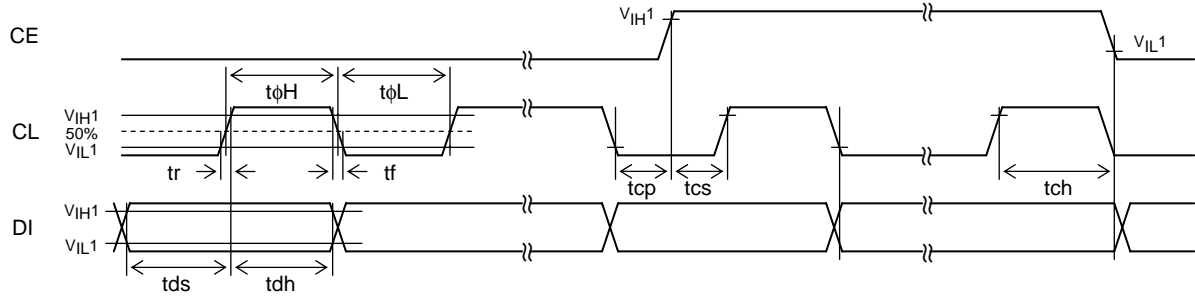 CE
VIH1
VIL1
tϕH
tϕL
CL
VIH1
50%
VIL1
tr
tf
tcp
tcs
tch
DI
VIH1
VIL1
tds
tdh